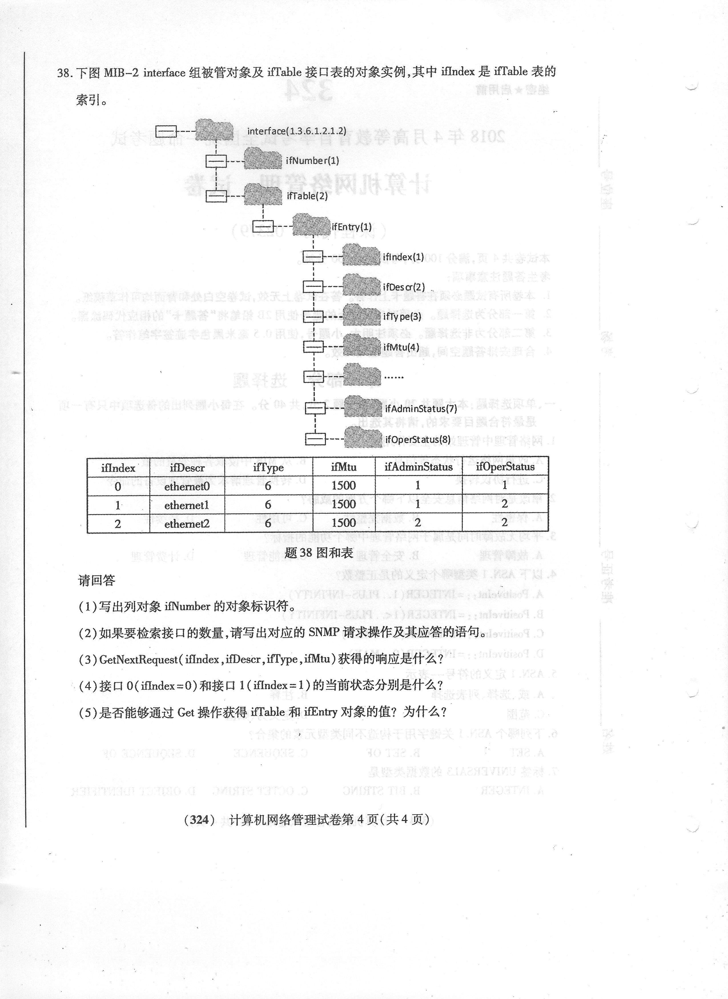 38. 下图 MIB-2 interface 组被管对象及 ifTable 接口表的对象实例,其中 ifIndex 是 ifTable 表的
索引。
interface(1.3.6.1.2.1.2)
ifNumber(1)
ifTable(2)
ifEntry(1)
ifIndex(1)
ifDescr(2)
ifType(3)
ifMtu(4)
......
ifAdminStatus(7)
ifOperStatus(8)
ifIndex ifDescr ifType ifMtu ifAdminStatus ifOperStatus
0 ethernet0 6 1500 1 1
1 ethernet1 6 1500 1 2
2 ethernet2 6 1500 2 2
题 38 图和表
请回答
(1)写出列对象 ifNumber 的对象标识符。
(2)如果要检索接口的数量,请写出对应的 SNMP 请求操作及其应答的语句。
(3)GetNextRequest(ifIndex,ifDescr,ifType,ifMtu)获得的响应是什么?
(4)接口 0(ifIndex=0)和接口 1(ifIndex=1)的当前状态分别是什么?
(5)是否能够通过 Get 操作获得 ifTable 和 ifEntry 对象的值? 为什么?
(324) 计算机网络管理试卷第 4 页(共 4 页)